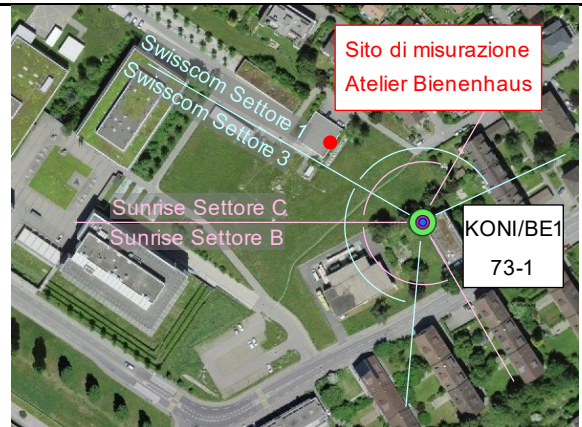 Sito di misurazione
Atelier Bienenhaus
Swisscom Settore 1
Swisscom Settore 3
Sunrise Settore C
Sunrise Settore B
KONI/BE1
73-1